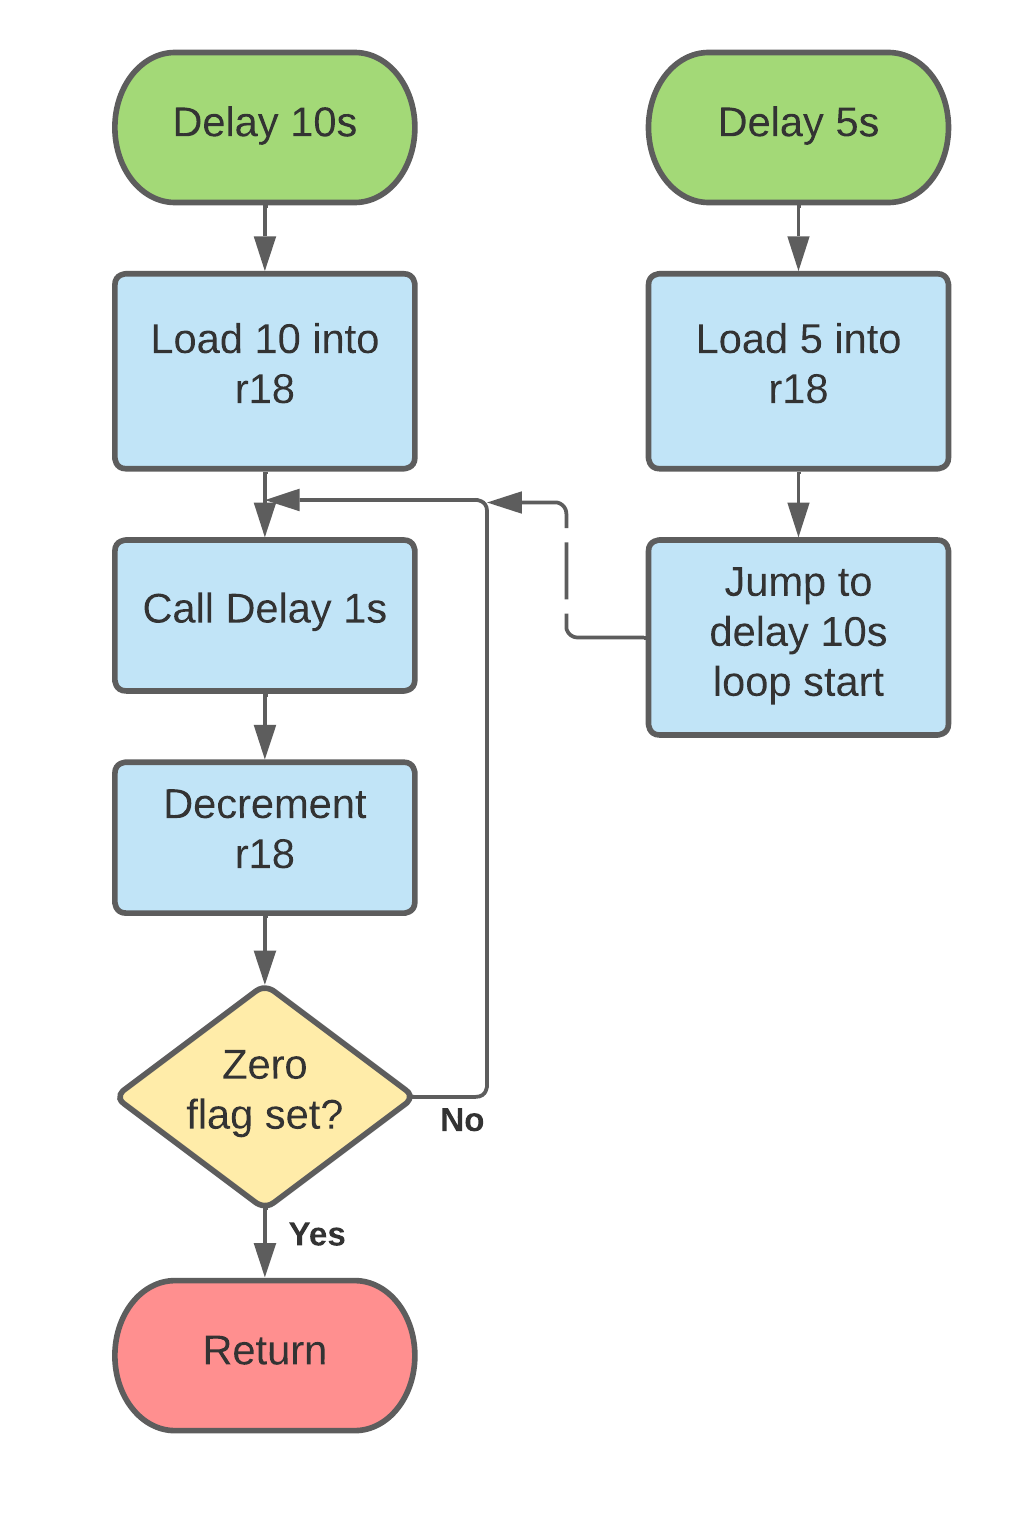 Delay 10s
Load 10 into
r18
Call Delay 1s
Decrement
r18
Zero
flag set?
No
Yes
Return
Delay 5s
Load 5 into
r18
Jump to
delay 10s
loop start